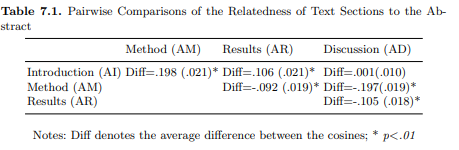 Table 7.1. Pairwise Comparisons of the Relatedness of Text Sections to the Ab-
stract
Method (AM) Results (AR) Discussion (AD)
Introduction (AI) Diff=.198 (.021)* Diff=.106 (.021)* Diff=.001(.010)
Method (AM) Diff=-.092 (.019)* Diff=-.197(.019)*
Results (AR) Diff=-.105 (.018)*
Notes: Diff denotes the average difference between the cosines; * p<.01